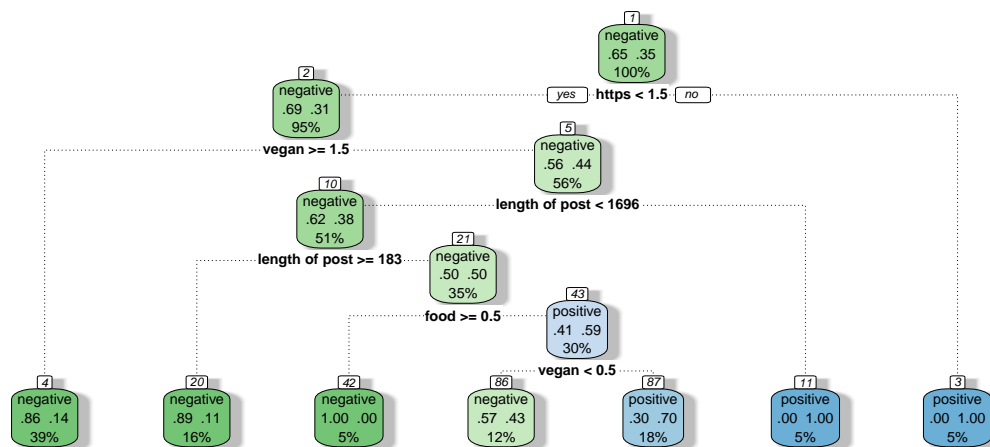 1
negative
.65 .35
100%
yes https < 1.5 no
2
negative
.69 .31
95%
vegan >= 1.5
5
negative
.56 .44
56%
length of post < 1696
10
negative
.62 .38
51%
length of post >= 183
21
negative
.50 .50
35%
food >= 0.5
43
positive
.41 .59
30%
vegan < 0.5
4
negative
.86 .14
39%
20
negative
.89 .11
16%
42
negative
1.00 .00
5%
86
negative
.57 .43
12%
87
positive
.30 .70
18%
11
positive
.00 1.00
5%
3
positive
.00 1.00
5%